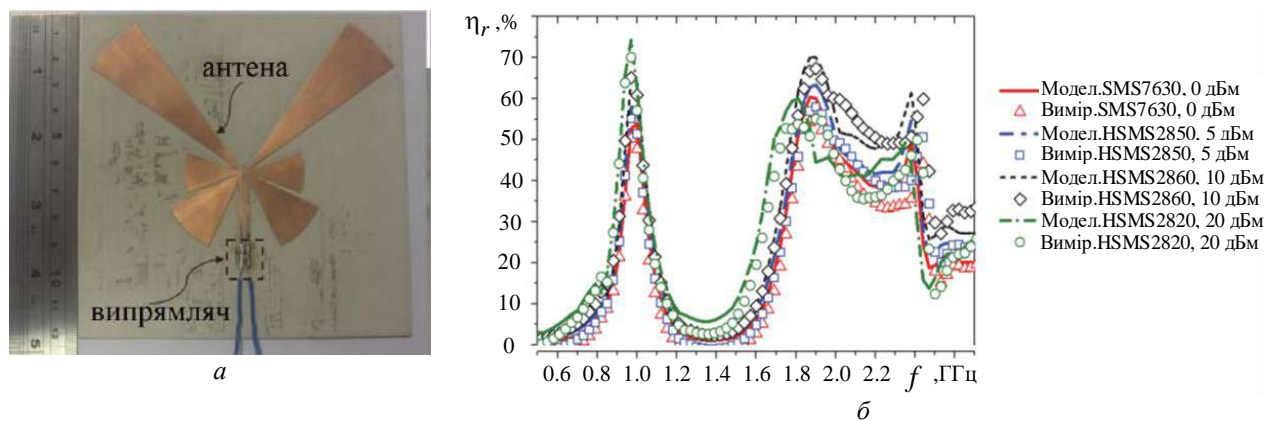 антена
випрямляч
а
ηr ,%
70
60
50
40
30
20
10
0
0.6 0.8 1.0 1.2 1.4 1.6 1.8 2.0 2.2 f ,ГГц
б
Модел.SMS7630, 0 дБм
Вимір.SMS7630, 0 дБм
Модел.HSMS2850. 5 дБм
Вимір.HSMS2850, 5 дБм
Модел.HSMS2860, 10 дБм
Вимір.HSMS2860, 10 дБм
Модел.HSMS2820, 20 дБм
Вимір.HSMS2820, 20 дБм